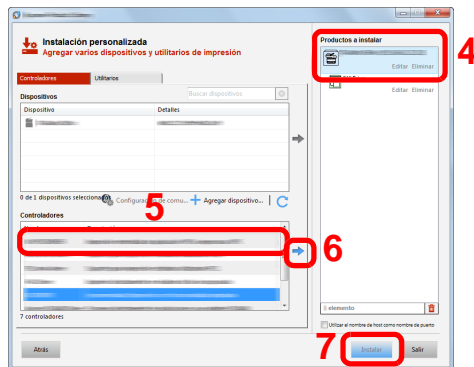 Instalación personalizada
Agregar varios dispositivos y utilitarios de impresión
Productos a instalar
4
Editar Eliminar
Editar Eliminar
Controladores
Utilitarios
Dispositivos
Buscar dispositivos
Dispositivo
Detalles
0 de 1 dispositivos seleccionad
Configuración de comu...
Agregar dispositivo...
5
Controladores
6
7 controladores
elemento
Utilizar el nombre de host como nombre de puerto
Atrás
7
Instalar
Salir